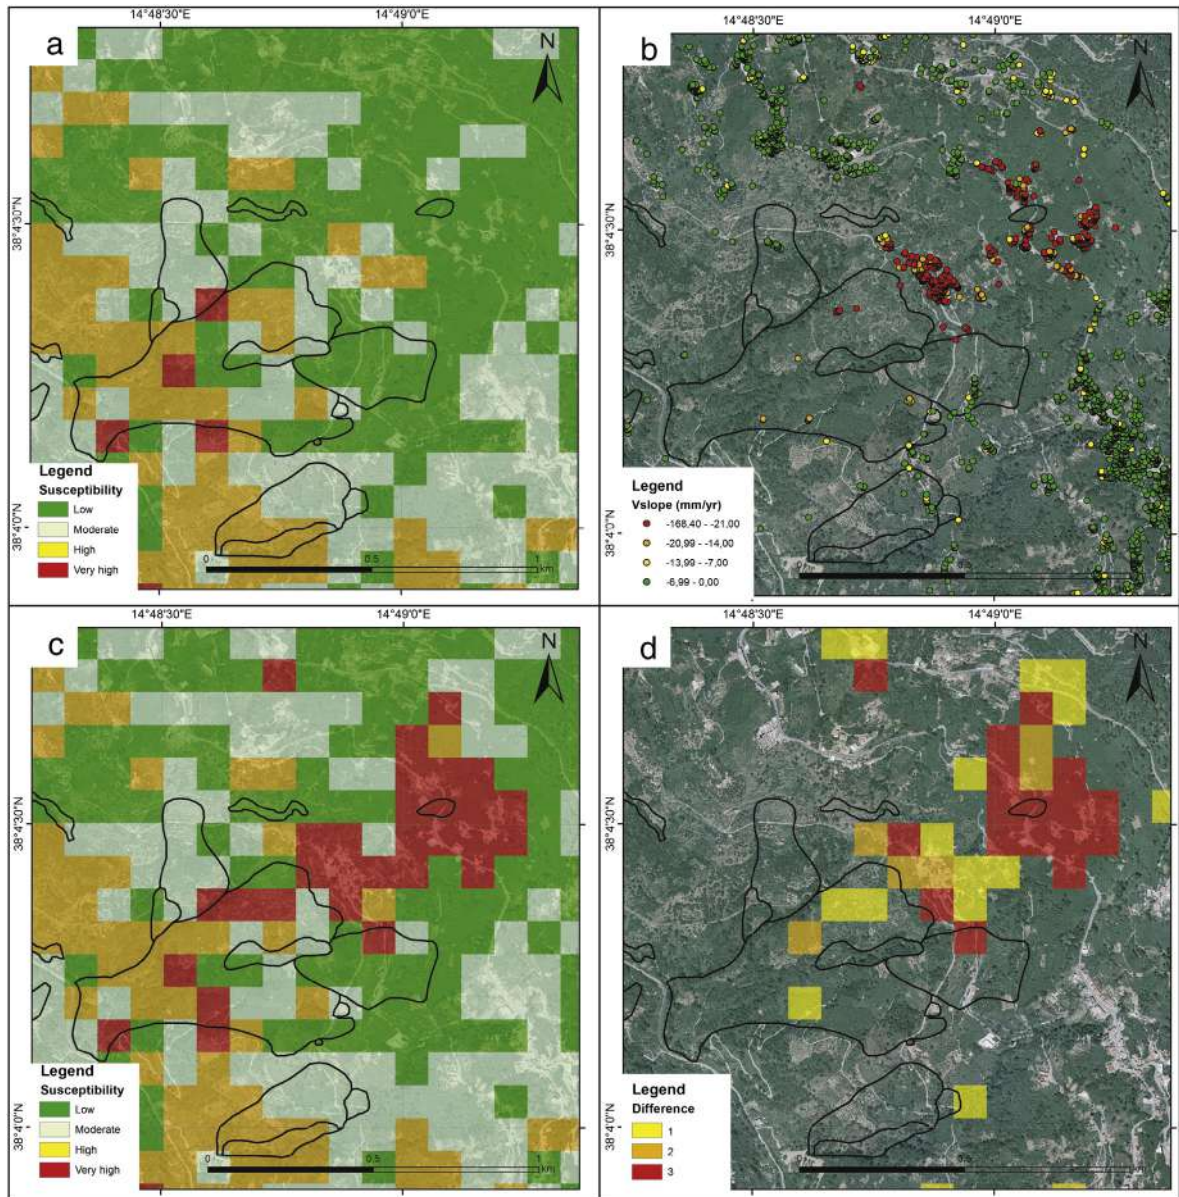 14°48'30"E 14°49'0"E 14°48'30"E 14°49'0"E
a
N
b
N
38°4'30"N
38°4'30"N
38°4'0"N
38°4'0"N
Legend
Susceptibility
Low
Moderate
High
Very high
0 0.5 1
km
Legend
Vslope (mm/yr)
-168,40 - -21,00
-20,99 - -14,00
-13,99 - -7,00
-6,99 - 0,00
14°48'30"E 14°49'0"E 14°48'30"E 14°49'0"E
c
N
d
N
38°4'30"N
38°4'30"N
38°4'0"N
38°4'0"N
Legend
Susceptibility
Low
Moderate
High
Very high
0 0.5 1
km
Legend
Difference
1
2
3